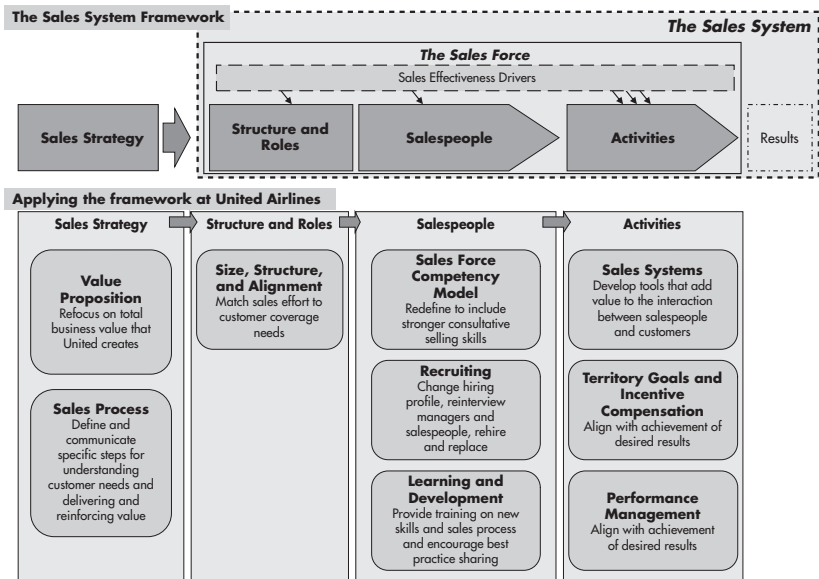 The Sales System Framework
The Sales System
The Sales Force
Sales Effectiveness Drivers
Sales Strategy
Structure and
Roles
Salespeople
Activities
Results
Applying the framework at United Airlines
Sales Strategy
Value
Proposition
Refocus on total
business value that
United creates
Sales Process
Define and
communicate
specific steps for
understanding
customer needs and
delivering and
reinforcing value
Structure and Roles
Size, Structure,
and Alignment
Match sales effort to
customer coverage
needs
Salespeople
Sales Force
Competency
Model
Redefine to include
stronger consultative
selling skills
Recruiting
Change hiring
profile, reinterview
managers and
salespeople, rehire
and replace
Learning and
Development
Provide training on new
skills and sales process
and encourage best
practice sharing
Activities
Sales Systems
Develop tools that add
value to the interaction
between salespeople
and customers
Territory Goals and
Incentive
Compensation
Align with achievement of
desired results
Performance
Management
Align with achievement
of desired results